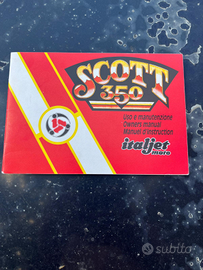 SCOTT
350
Uso e manutenzione
Owner's manual
Manuel d'instruction
italjet
moto
subito